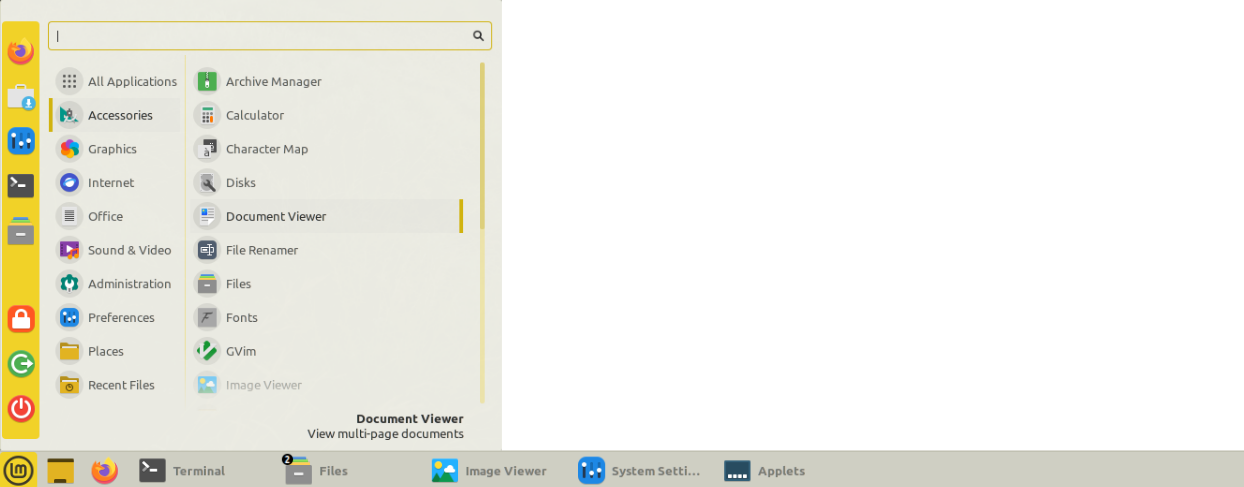 All Applications
Accessories
Graphics
Internet
Office
Sound & Video
Administration
Preferences
Places
Recent Files
Archive Manager
Calculator
Character Map
Disks
Document Viewer
File Renamer
Files
Fonts
GVim
Image Viewer
Document Viewer
View multi-page documents
Terminal
2
Files
Image Viewer
System Setti...
Applets